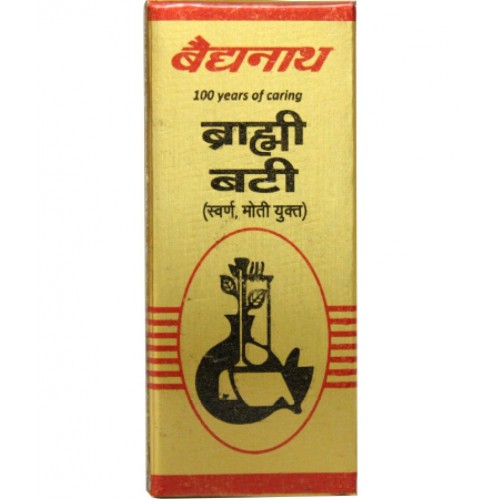 बैद्यनाथ
100 years of caring
ब्राह्मी
बटी
(स्वर्ण, मोती युक्त)